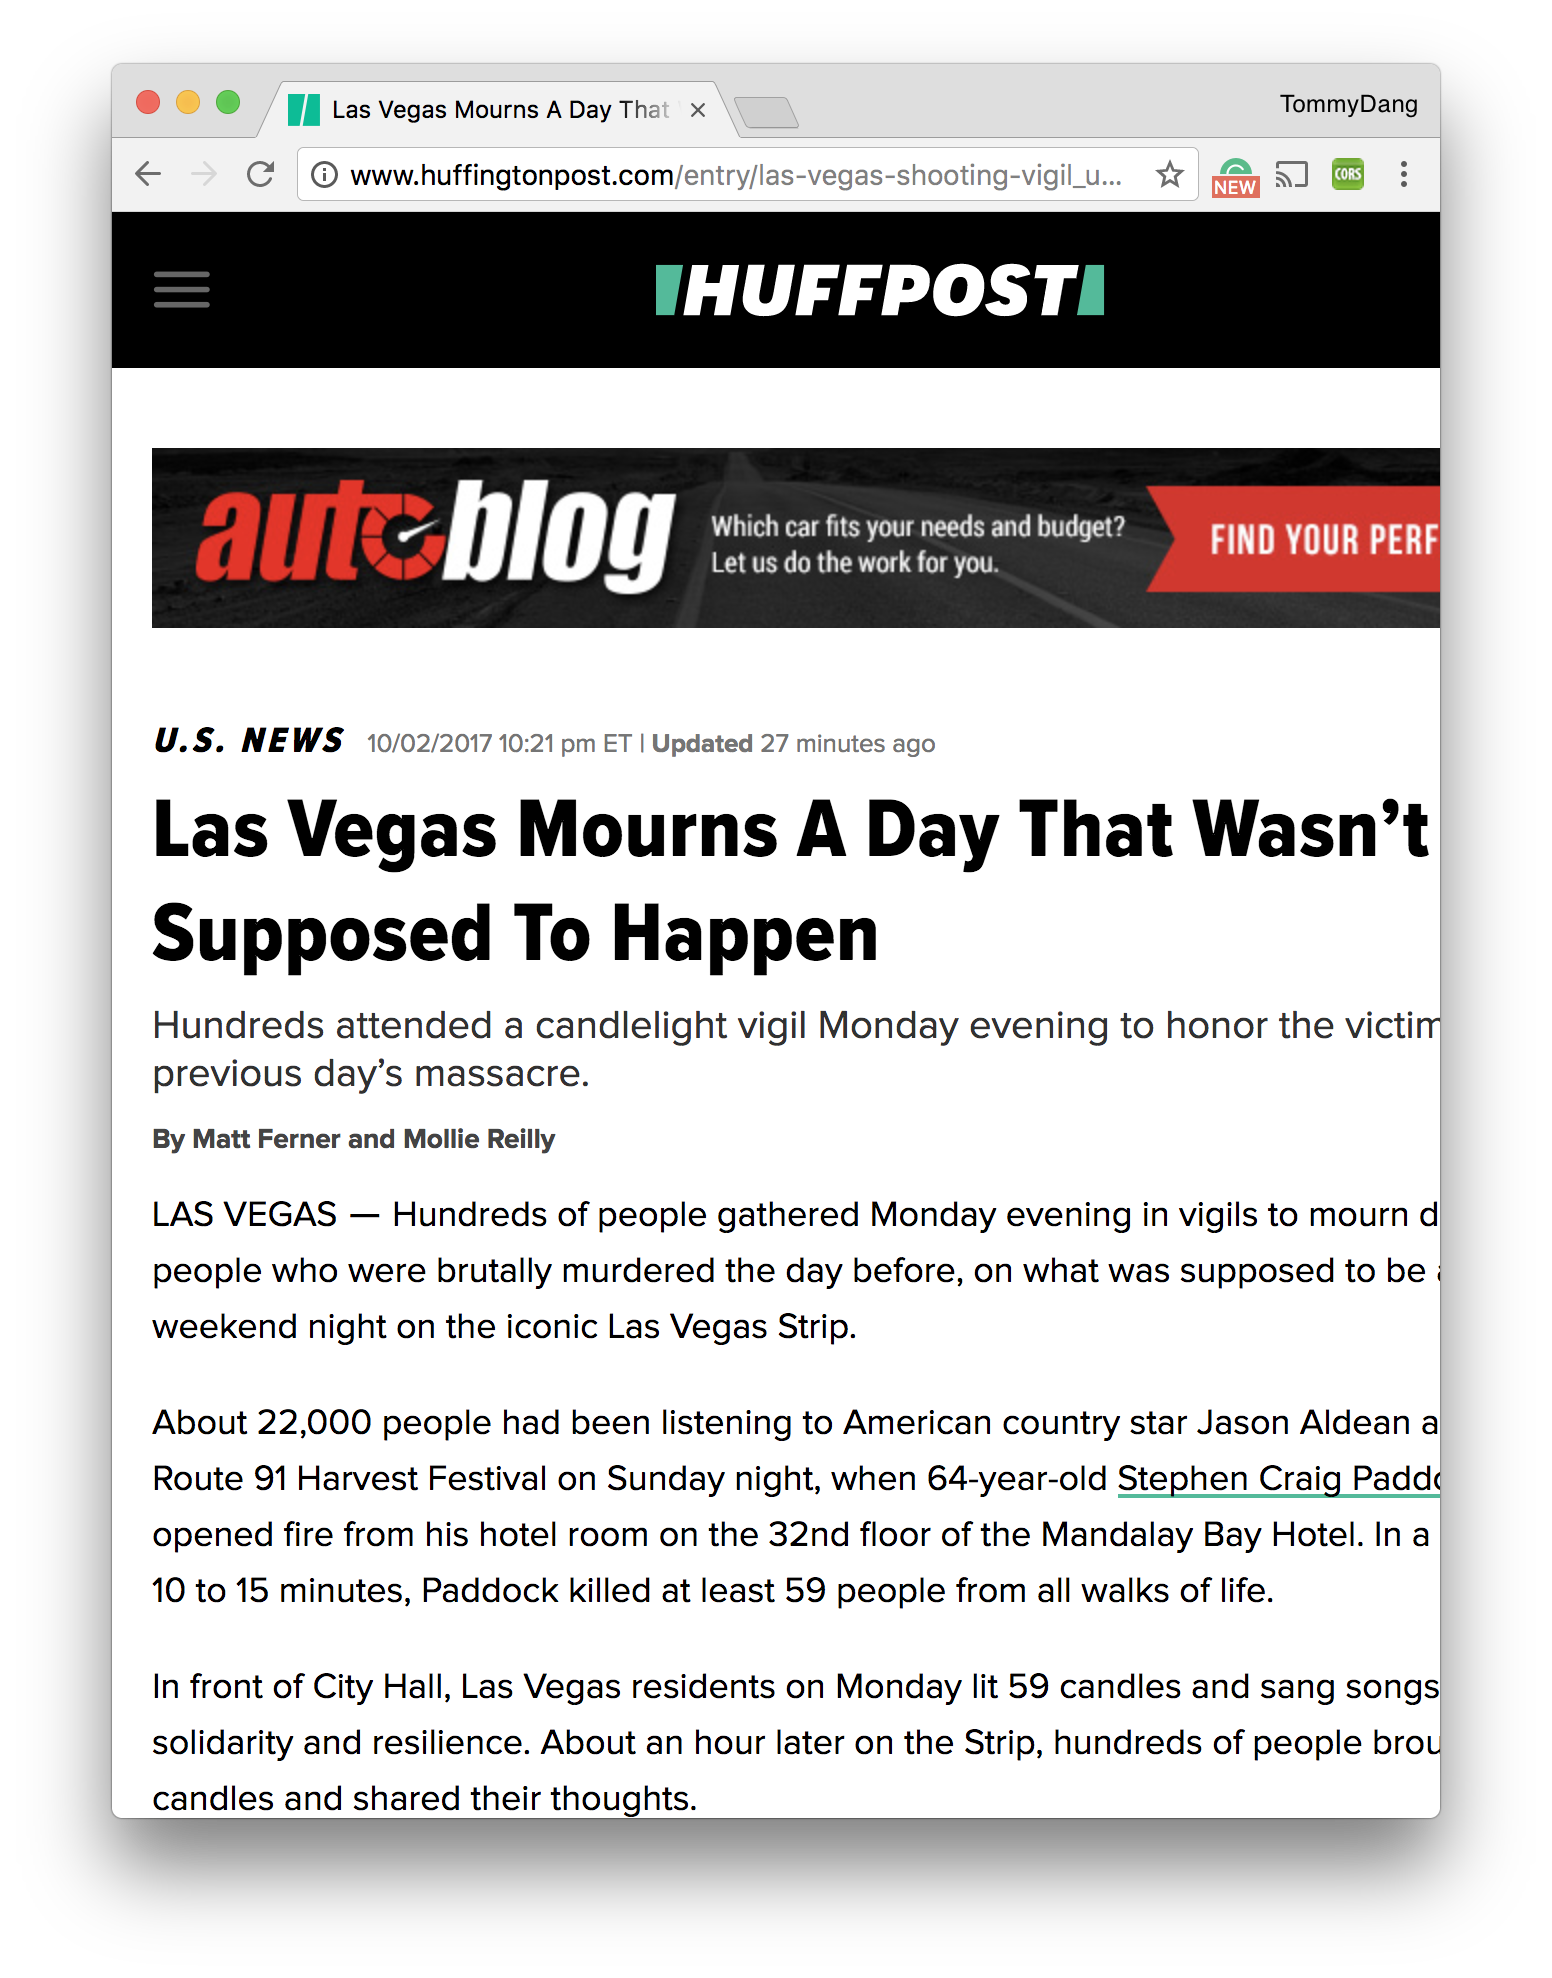 Las Vegas Mourns A Day That
TommyDang
www.huffingtonpost.com/entry/las-vegas-shooting-vigil_u...
NEW
CORS
HUFFPOST
autoblog
Which car fits your needs and budget?
Let us do the work for you.
FIND YOUR PERF
U.S. NEWS 10/02/2017 10:21 pm ET | Updated 27 minutes ago
Las Vegas Mourns A Day That Wasn’t
Supposed To Happen
Hundreds attended a candlelight vigil Monday evening to honor the victim
previous day’s massacre.
By Matt Ferner and Mollie Reilly
LAS VEGAS — Hundreds of people gathered Monday evening in vigils to mourn d
people who were brutally murdered the day before, on what was supposed to be
weekend night on the iconic Las Vegas Strip.
About 22,000 people had been listening to American country star Jason Aldean a
Route 91 Harvest Festival on Sunday night, when 64-year-old Stephen Craig Paddo
opened fire from his hotel room on the 32nd floor of the Mandalay Bay Hotel. In a
10 to 15 minutes, Paddock killed at least 59 people from all walks of life.
In front of City Hall, Las Vegas residents on Monday lit 59 candles and sang songs
solidarity and resilience. About an hour later on the Strip, hundreds of people brou
candles and shared their thoughts.